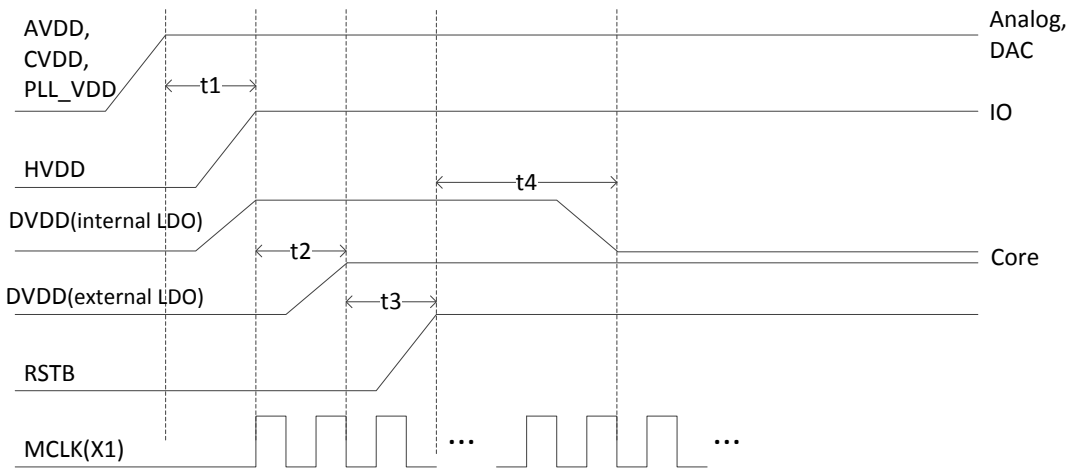 AVDD,
CVDD,
PLL_VDD
Analog,
DAC
t1
IO
HVDD
t4
DVDD(internal LDO)
t2
Core
DVDD(external LDO)
t3
RSTB
MCLK(X1)
...
...